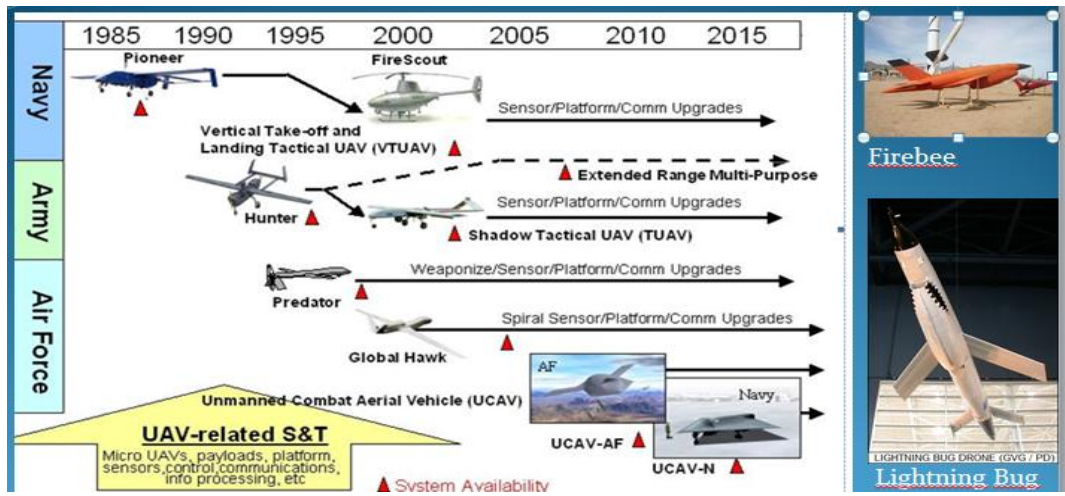 1985 1990 1995 2000 2005 2010 2015
Navy
Pioneer
FireScout
Sensor/Platform/Comm Upgrades
Vertical Take-off and
Landing Tactical UAV (VTUAV)
Army
Extended Range Multi-Purpose
Hunter
Sensor/Platform/Comm Upgrades
Shadow Tactical UAV (TUAV)
Air Force
Weaponize/Sensor/Platform/Comm Upgrades
Predator
Spiral Sensor/Platform/Comm Upgrades
Global Hawk
AF
Navy
Unmanned Combat Aerial Vehicle (UCAV)
UCAV-AF
UCAV-N
UAV-related S&T
Micro UAVs, payloads, platform,
sensors,control,communications,
info processing, etc
System Availability
Firebee
LIGHTNING BUG DRONE (GVG / PD)
Lightning Bug